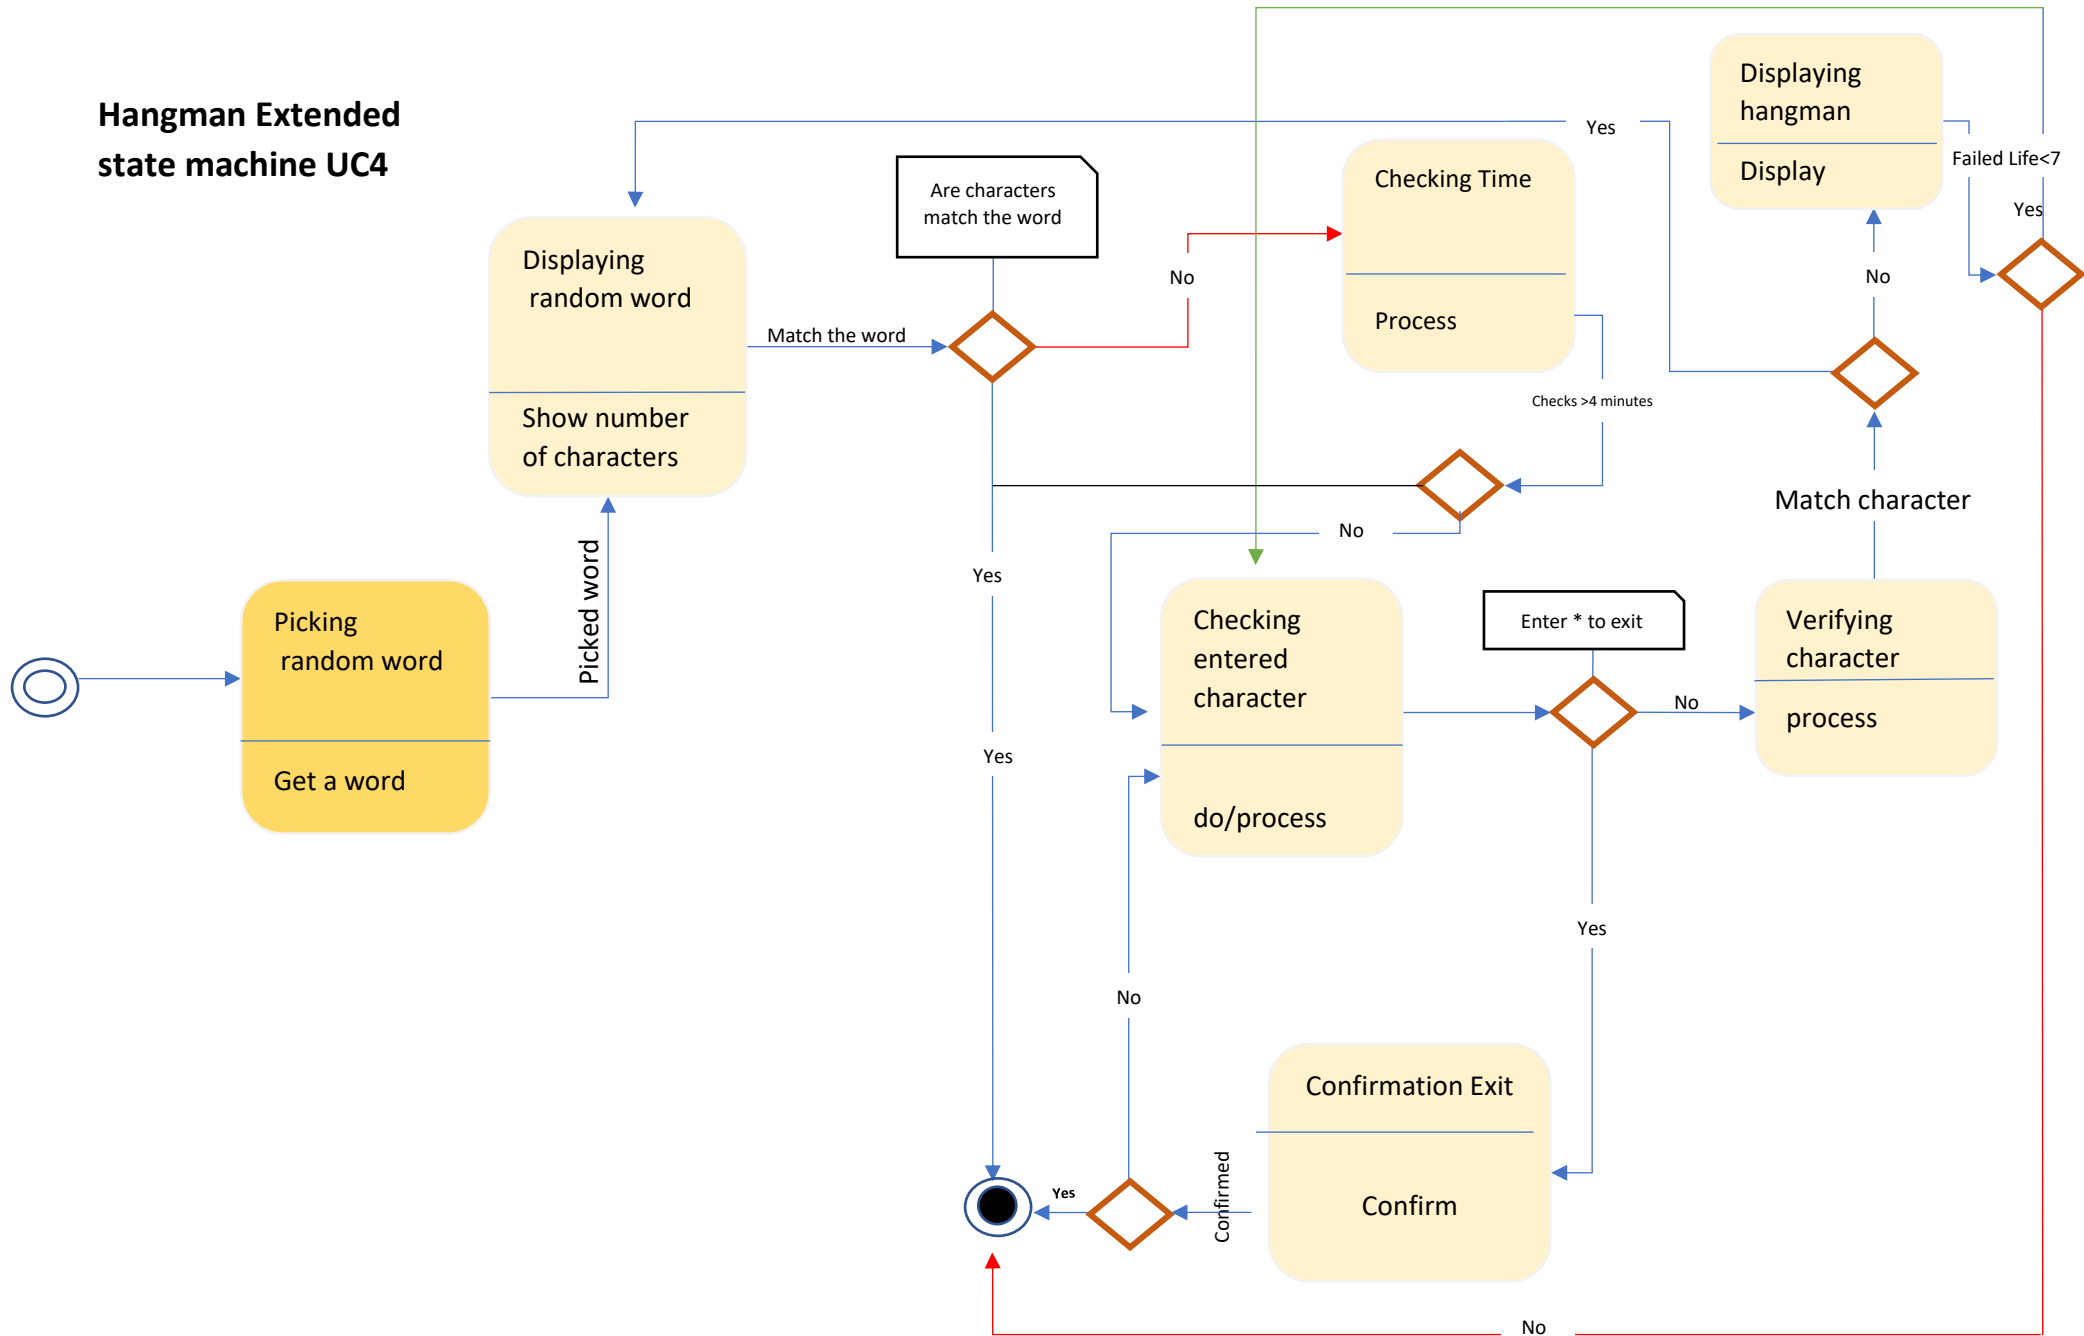 Hangman Extended
state machine UC4
Displaying
hangman
Display
Failed Life<7
Yes
Yes
Are characters
match the word
Checking Time
Process
No
Displaying
random word
Show number
of characters
Match the word
No
Checks >4 minutes
Match character
No
Yes
Picked word
Picking
random word
Get a word
Checking
entered
character
do/process
Enter * to exit
No
Verifying
character
process
Yes
Yes
No
Confirmation Exit
Confirm
Confirmed
Yes
No